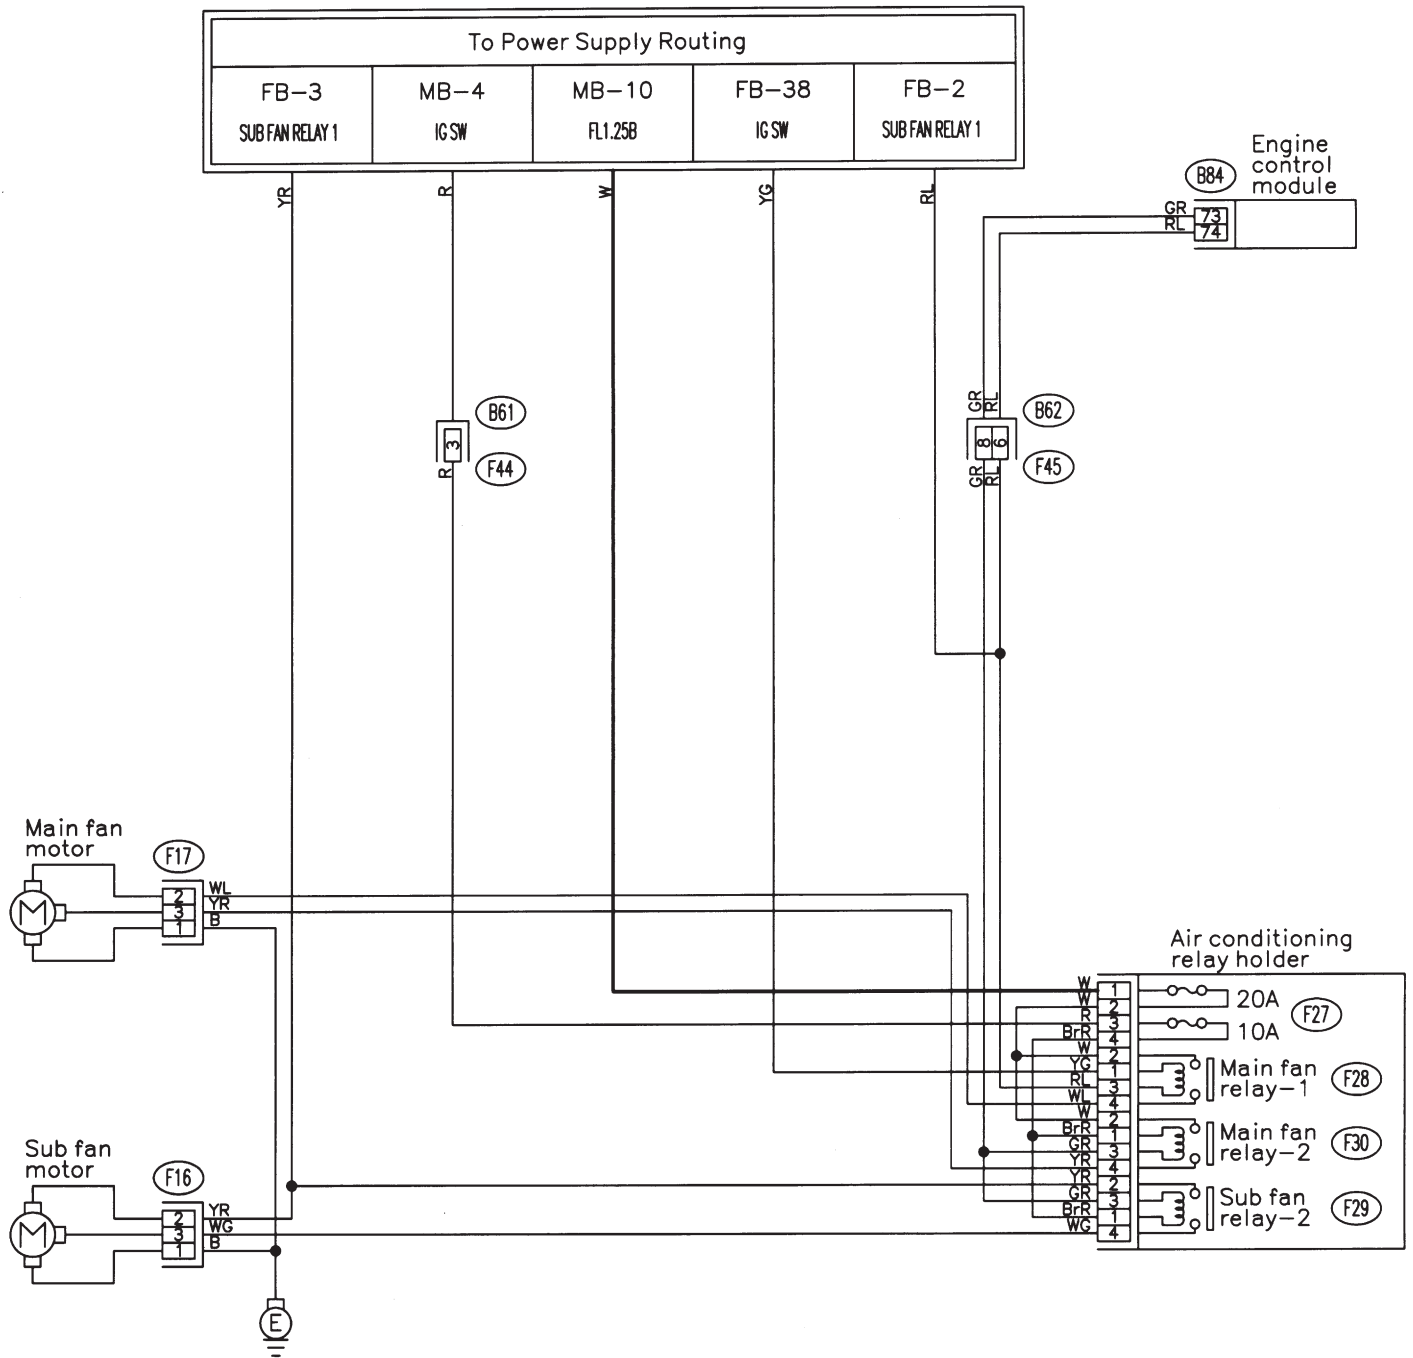 To Power Supply Routing
FB-3
MB-4
MB-10
FB-38
FB-2
SUB FAN RELAY 1
IG SW
FL1.25B
IG SW
SUB FAN RELAY 1
YR
R
W
YG
RL
Engine
control
module
B84
GR
73
RL
74
B61
3
R
F44
GR
RL
B62
8
6
GR
RL
F45
Main fan
motor
F17
M
2
WL
3
YR
1
B
Sub fan
motor
F16
M
2
YR
3
WG
1
B
E
Air conditioning
relay holder
W
1
W
2
20A
R
3
F27
BrR
4
10A
W
2
YG
1
Main fan
RL
3
relay-1
F28
WL
4
W
2
BrR
1
Main fan
GR
3
relay-2
F30
YR
4
YR
2
GR
3
Sub fan
BrR
1
relay-2
F29
WG
4